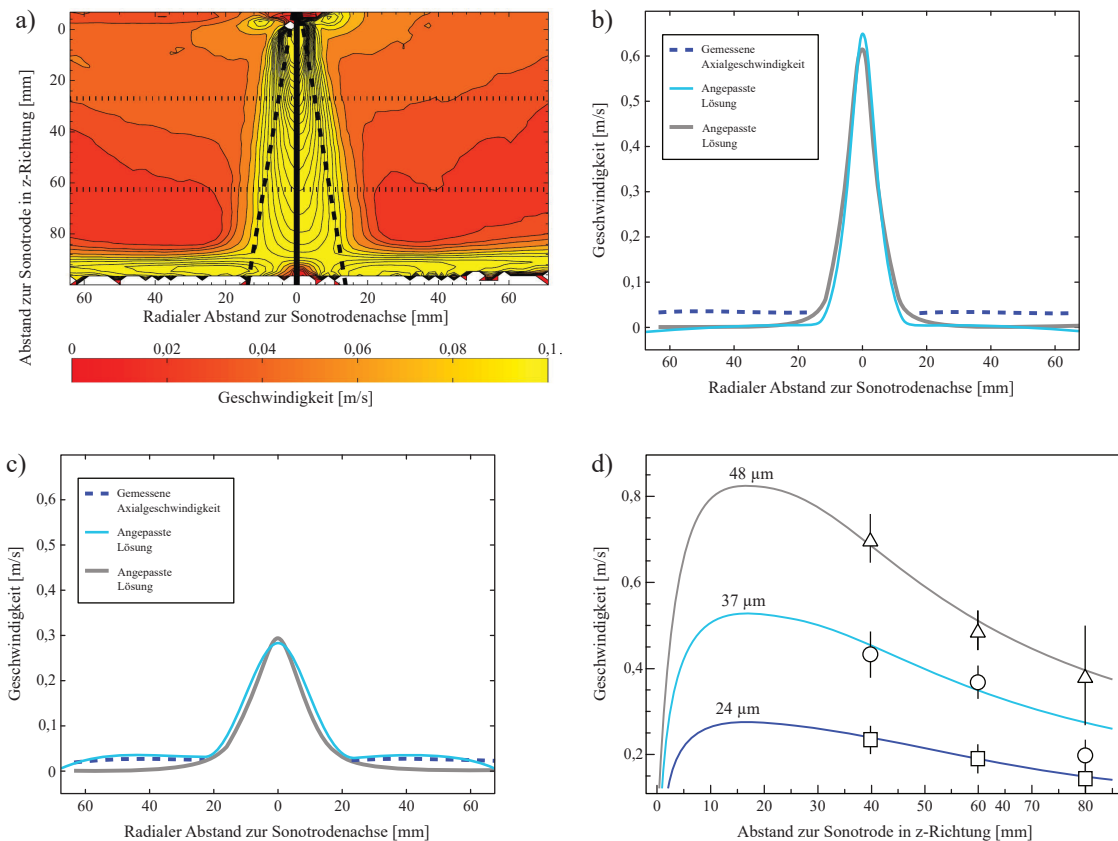 a)
0
20
40
60
80
Abstand zur Sonotrode in z-Richtung [mm]
60 40 20 0 20 40 60
Radialer Abstand zur Sonotrodenachse [mm]
0 0,02 0,04 0,06 0,08 0,1 .
Geschwindigkeit [m/s]
b)
0,6
0,5
0,4
0,3
0,2
0,1
0
Geschwindigkeit [m/s]
Gemessene
Axialgeschwindigkeit
Angepasste
Lösung
Angepasste
Lösung
60 40 20 0 20 40 60
Radialer Abstand zur Sonotrodenachse [mm]
c)
0,6
0,5
0,4
0,3
0,2
0,1
0
Geschwindigkeit [m/s]
Gemessene
Axialgeschwindigkeit
Angepasste
Lösung
Angepasste
Lösung
60 40 20 0 20 40 60
Radialer Abstand zur Sonotrodenachse [mm]
d)
0,8
0,6
0,4
0,2
Geschwindigkeit [m/s]
48 µm
37 µm
24 µm
0 10 20 30 40 50 60 40 80
Abstand zur Sonotrode in z-Richtung [mm]